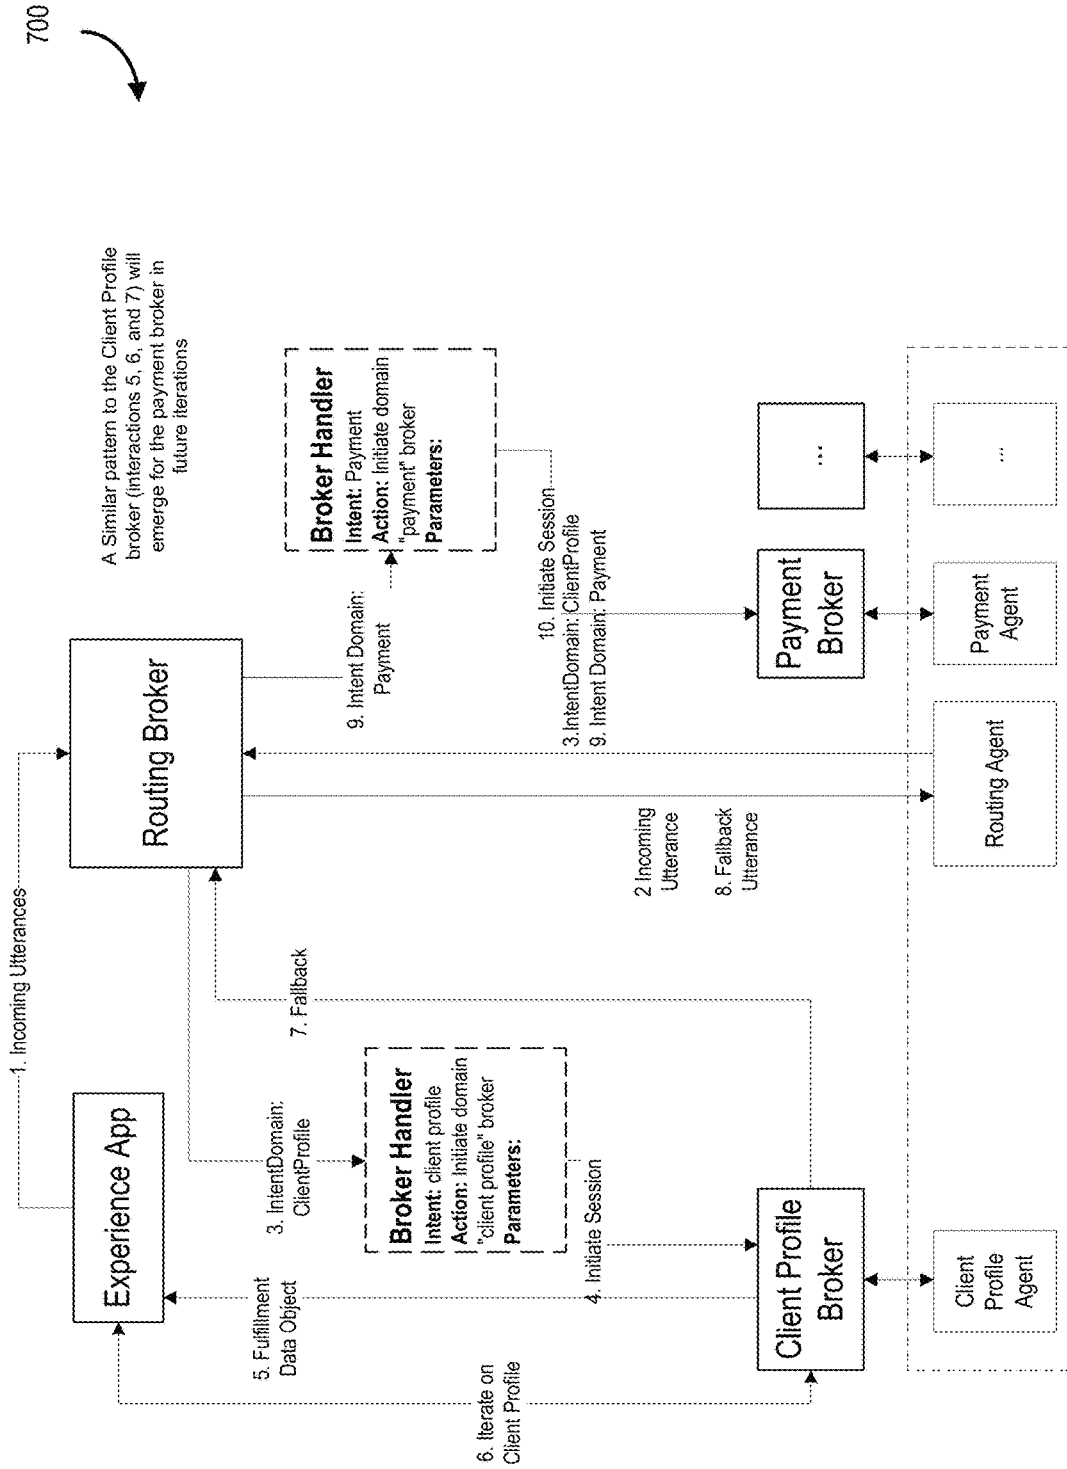 700
A Similar pattern to the Client Profile
broker (interactions 5, 6, and 7) will
emerge for the payment broker in
future iterations
1. Incoming Utterances
Experience App
Routing Broker
5. Fulfillment
Data Object
3. IntentDomain:
ClientProfile
7. Fallback
9. Intent Domain:
Payment
Broker Handler
Intent: Payment
Action: Initiate domain
"payment" broker
Parameters:
Broker Handler
Intent: client profile
Action: Initiate domain
"client profile" broker
Parameters:
6. Iterate on
Client Profile
4. Initiate Session
10. Initiate Session
3.IntentDomain: ClientProfile
9. Intent Domain: Payment
2 Incoming
Utterance
8. Fallback
Utterance
Client Profile
Broker
Payment
Broker
...
Client
Profile
Agent
Routing Agent
Payment
Agent
...